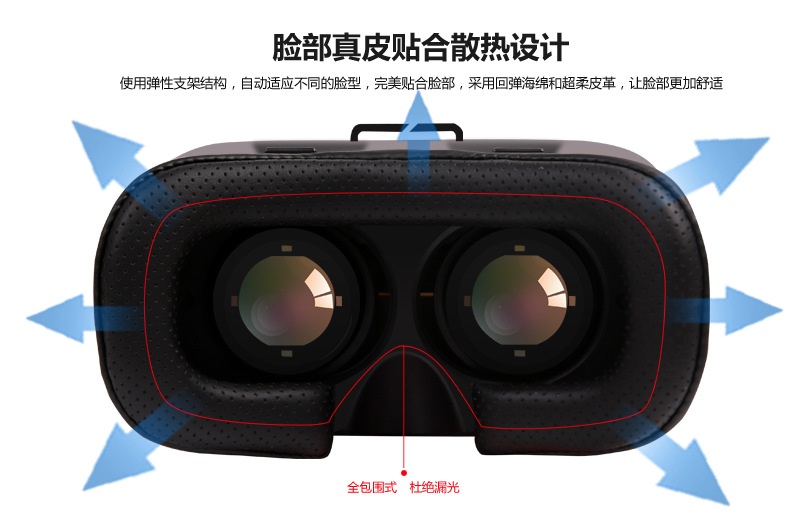 脸部真皮贴合散热设计
使用弹性支架结构，自动适应不同的脸型，完美贴合脸部，采用回弹海绵和超柔皮革，让脸部更加舒适
全包围式 杜绝漏光